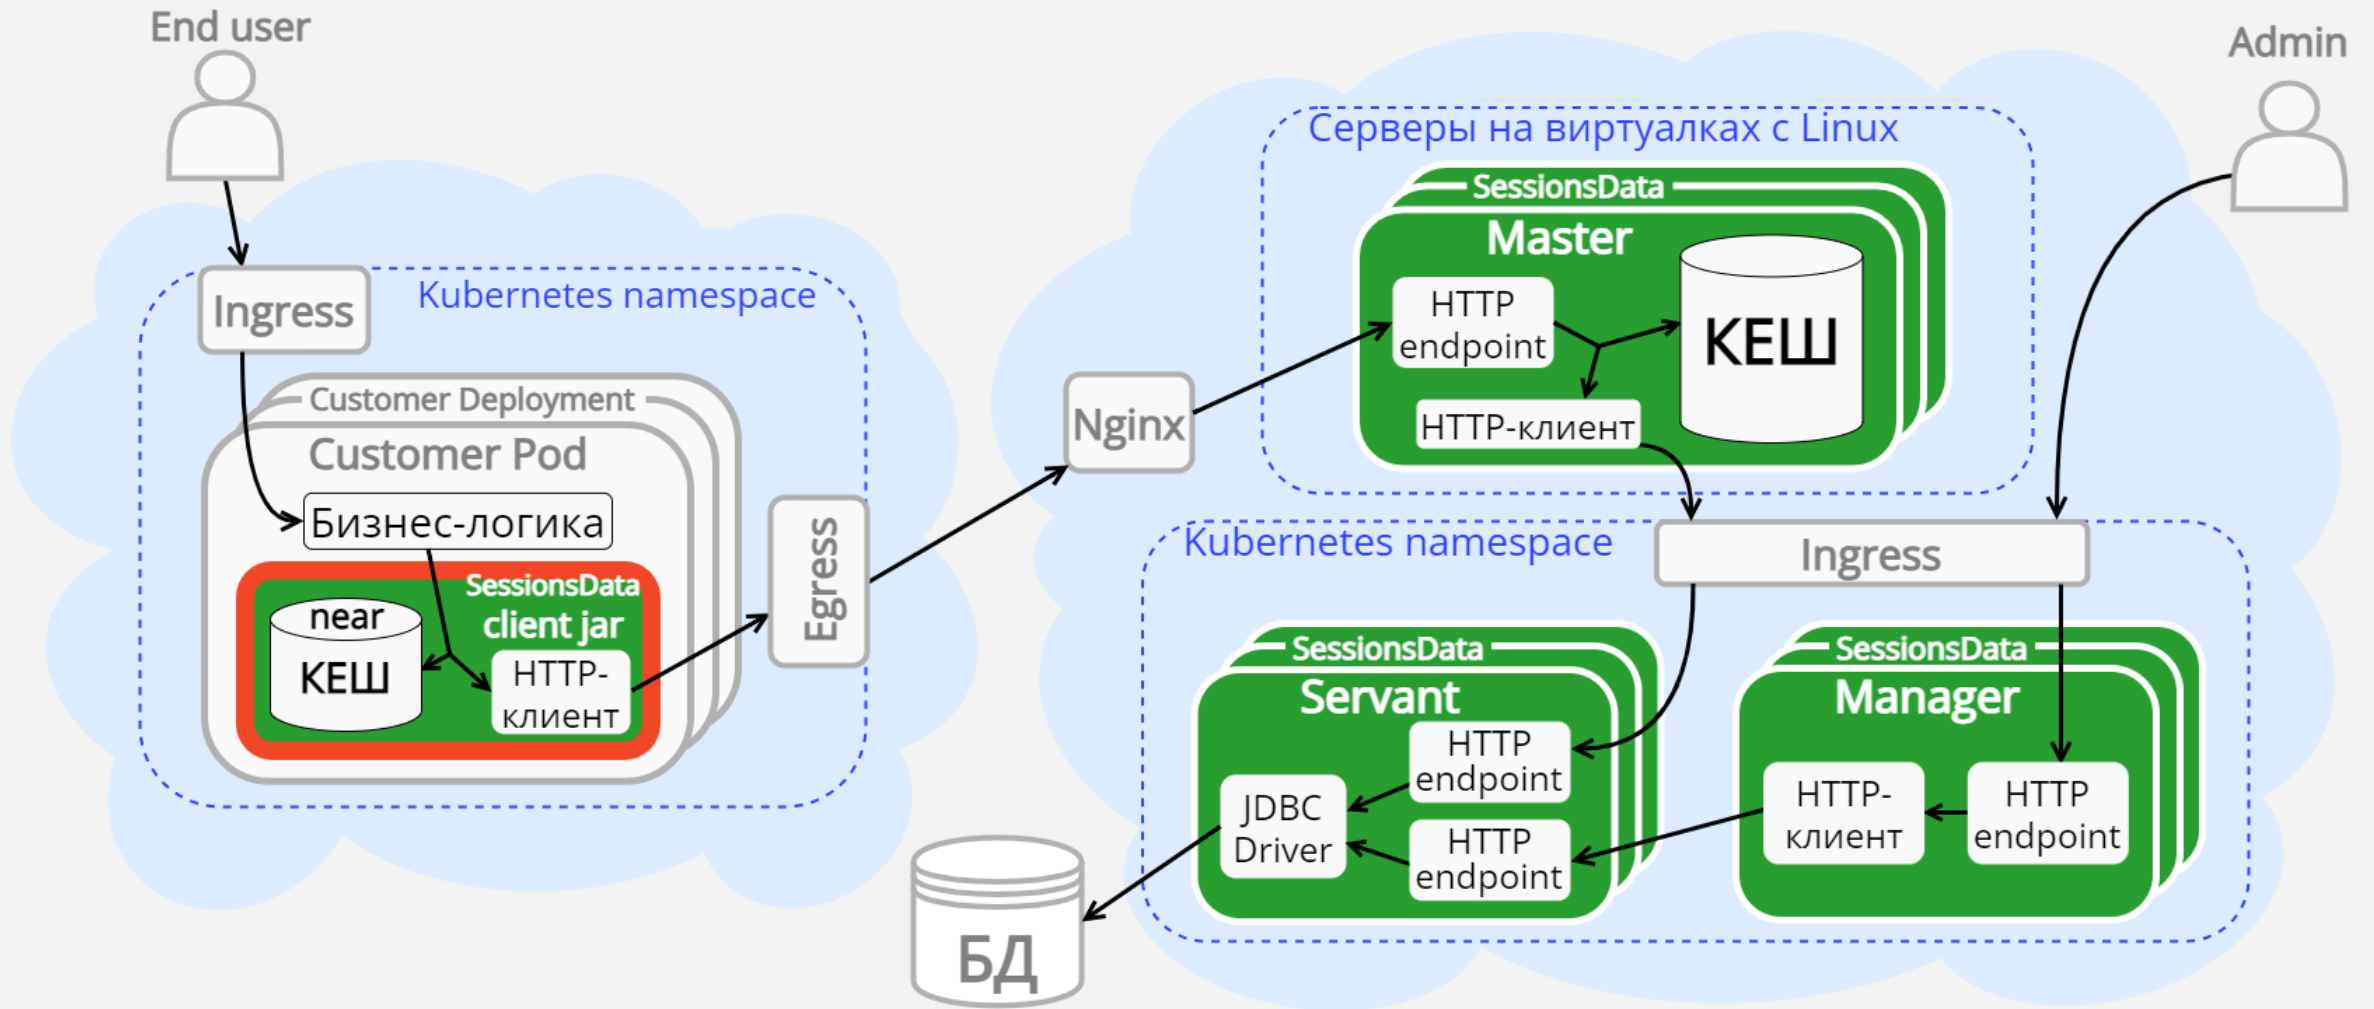 End user
Admin
Ingress
Kubernetes namespace
Customer Deployment
Customer Pod
Бизнес-логика
SessionsData
client jar
near
КЕШ
HTTP-
клиент
Egress
Nginx
Серверы на виртуалках с Linux
SessionsData
Master
HTTP
endpoint
КЕШ
HTTP-клиент
Kubernetes namespace
Ingress
SessionsData
Servant
HTTP
endpoint
JDBC
Driver
HTTP
endpoint
SessionsData
Manager
HTTP-
клиент
HTTP
endpoint
БД